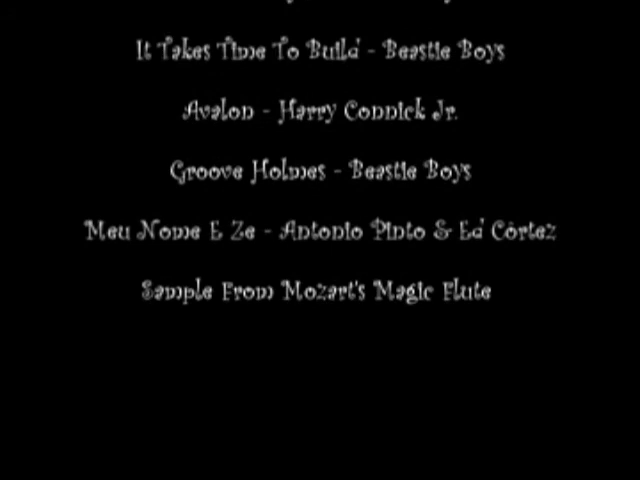 It Takes Time To Build - Beastie Boys
Avalon - Harry Connick Jr.
Groove Holmes - Beastie Boys
Meu Nome E Ze - Antonio Pinto & Ed Côrtez
Sample From Mozart's Magic Flute